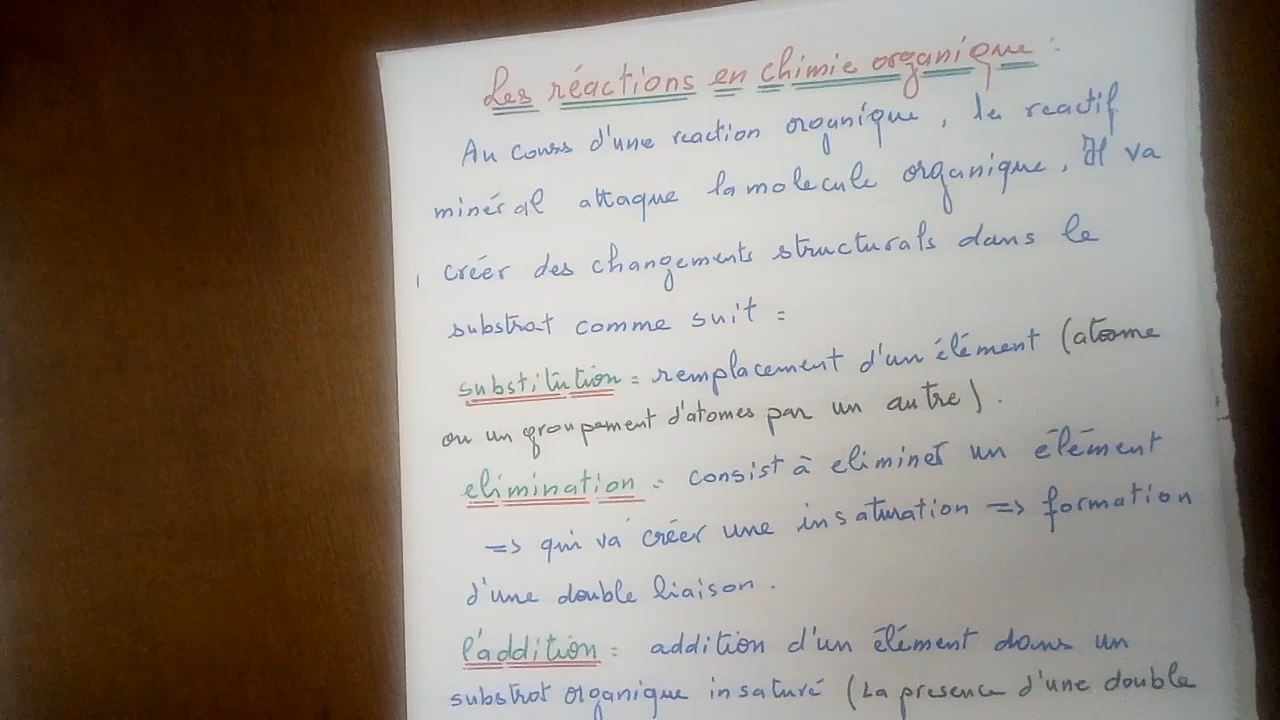 Les réactions en chimie organique :
Au cours d'une reaction organique, le reactif
minéral attaque la molecule organique. Il va
créer des changements structurals dans le
substrat comme suit :
substitution : remplacement d'un élément (atome
ou un groupement d'atomes par un autre).
elimination : consist à eliminer un élément
=> qui va créer une insaturation => formation
d'une double liaison.
l'addition : addition d'un élément dans un
substrat organique insaturé (La presence d'une double